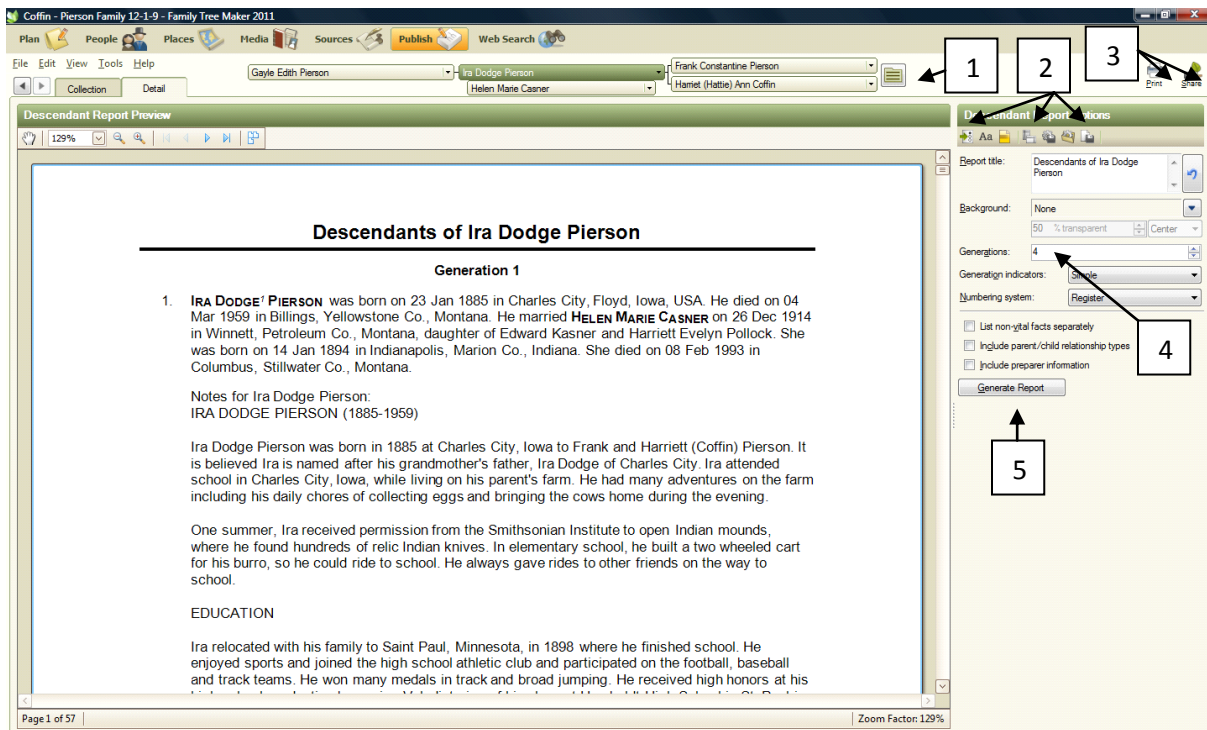 Coffin - Pierson Family 12-1-9 - Family Tree Maker 2011
Plan People Places Media Sources Publish Web Search
File Edit View Tools Help
Gayle Edith Pierson
Ira Dodge Pierson
Helen Marie Casner
Frank Constantine Pierson
Harriet (Hattie) Ann Coffin
1
2
3
Print Share
Collection Detail
Descendant Report Preview
129%
Descendants of Ira Dodge Pierson
Generation 1
1. IRA DODGE¹ PIERSON was born on 23 Jan 1885 in Charles City, Floyd, Iowa, USA. He died on 04
Mar 1959 in Billings, Yellowstone Co., Montana. He married HELEN MARIE CASNER on 26 Dec 1914
in Winnett, Petroleum Co., Montana, daughter of Edward Kasner and Harriett Evelyn Pollock. She
was born on 14 Jan 1894 in Indianapolis, Marion Co., Indiana. She died on 08 Feb 1993 in
Columbus, Stillwater Co., Montana.
Notes for Ira Dodge Pierson:
IRA DODGE PIERSON (1885-1959)
Ira Dodge Pierson was born in 1885 at Charles City, Iowa to Frank and Harriett (Coffin) Pierson. It
is believed Ira is named after his grandmother's father, Ira Dodge of Charles City. Ira attended
school in Charles City, Iowa, while living on his parent's farm. He had many adventures on the farm
including his daily chores of collecting eggs and bringing the cows home during the evening.
One summer, Ira received permission from the Smithsonian Institute to open Indian mounds,
where he found hundreds of relic Indian knives. In elementary school, he built a two wheeled cart
for his burro, so he could ride to school. He always gave rides to other friends on the way to
school.
EDUCATION
Ira relocated with his family to Saint Paul, Minnesota, in 1898 where he finished school. He
enjoyed sports and joined the high school athletic club and participated on the football, baseball
and track teams. He won many medals in track and broad jumping. He received high honors at his
Page 1 of 57
Zoom Factor: 129%
Descendant Report Options
Aa
Report title: Descendants of Ira Dodge
Pierson
Background: None
50 % transparent Center
Generations: 4
Generation indicators: Simple
Numbering system: Register
List non-vital facts separately
Include parent/child relationship types
Include preparer information
Generate Report
4
5